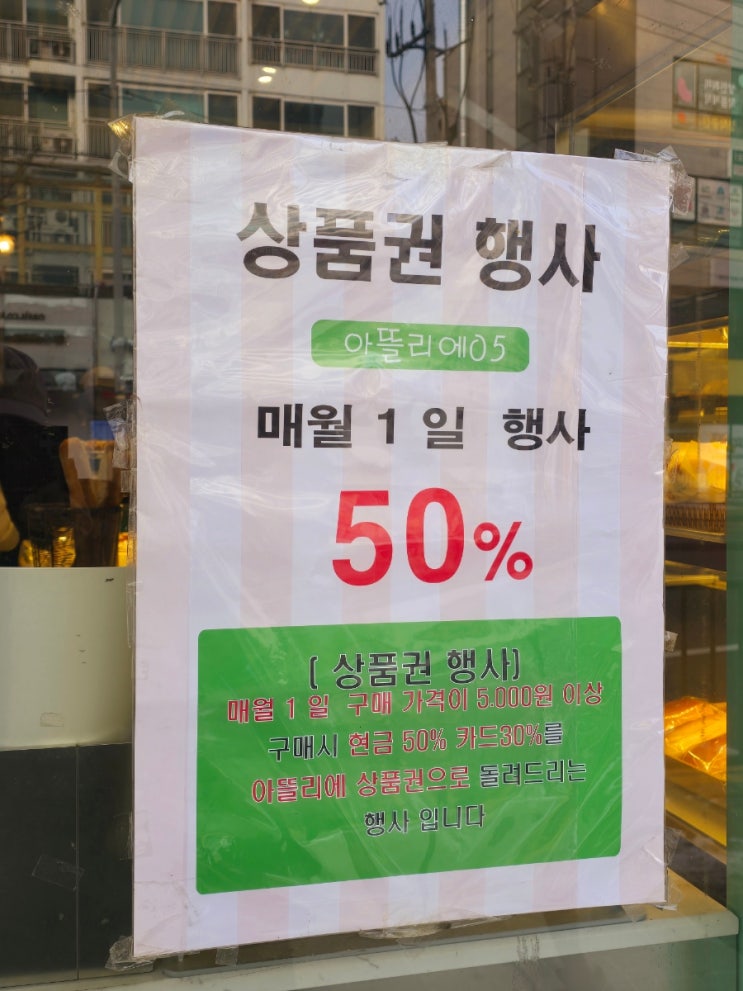 상품권 행사
아뜰리에05
매월 1 일 행사
50%
[ 상품권 행사]
매월 1 일 구매 가격이 5.000원 이상
구매시 현금 50% 카드30%를
아뜰리에 상품권으로 돌려드리는
행사 입니다